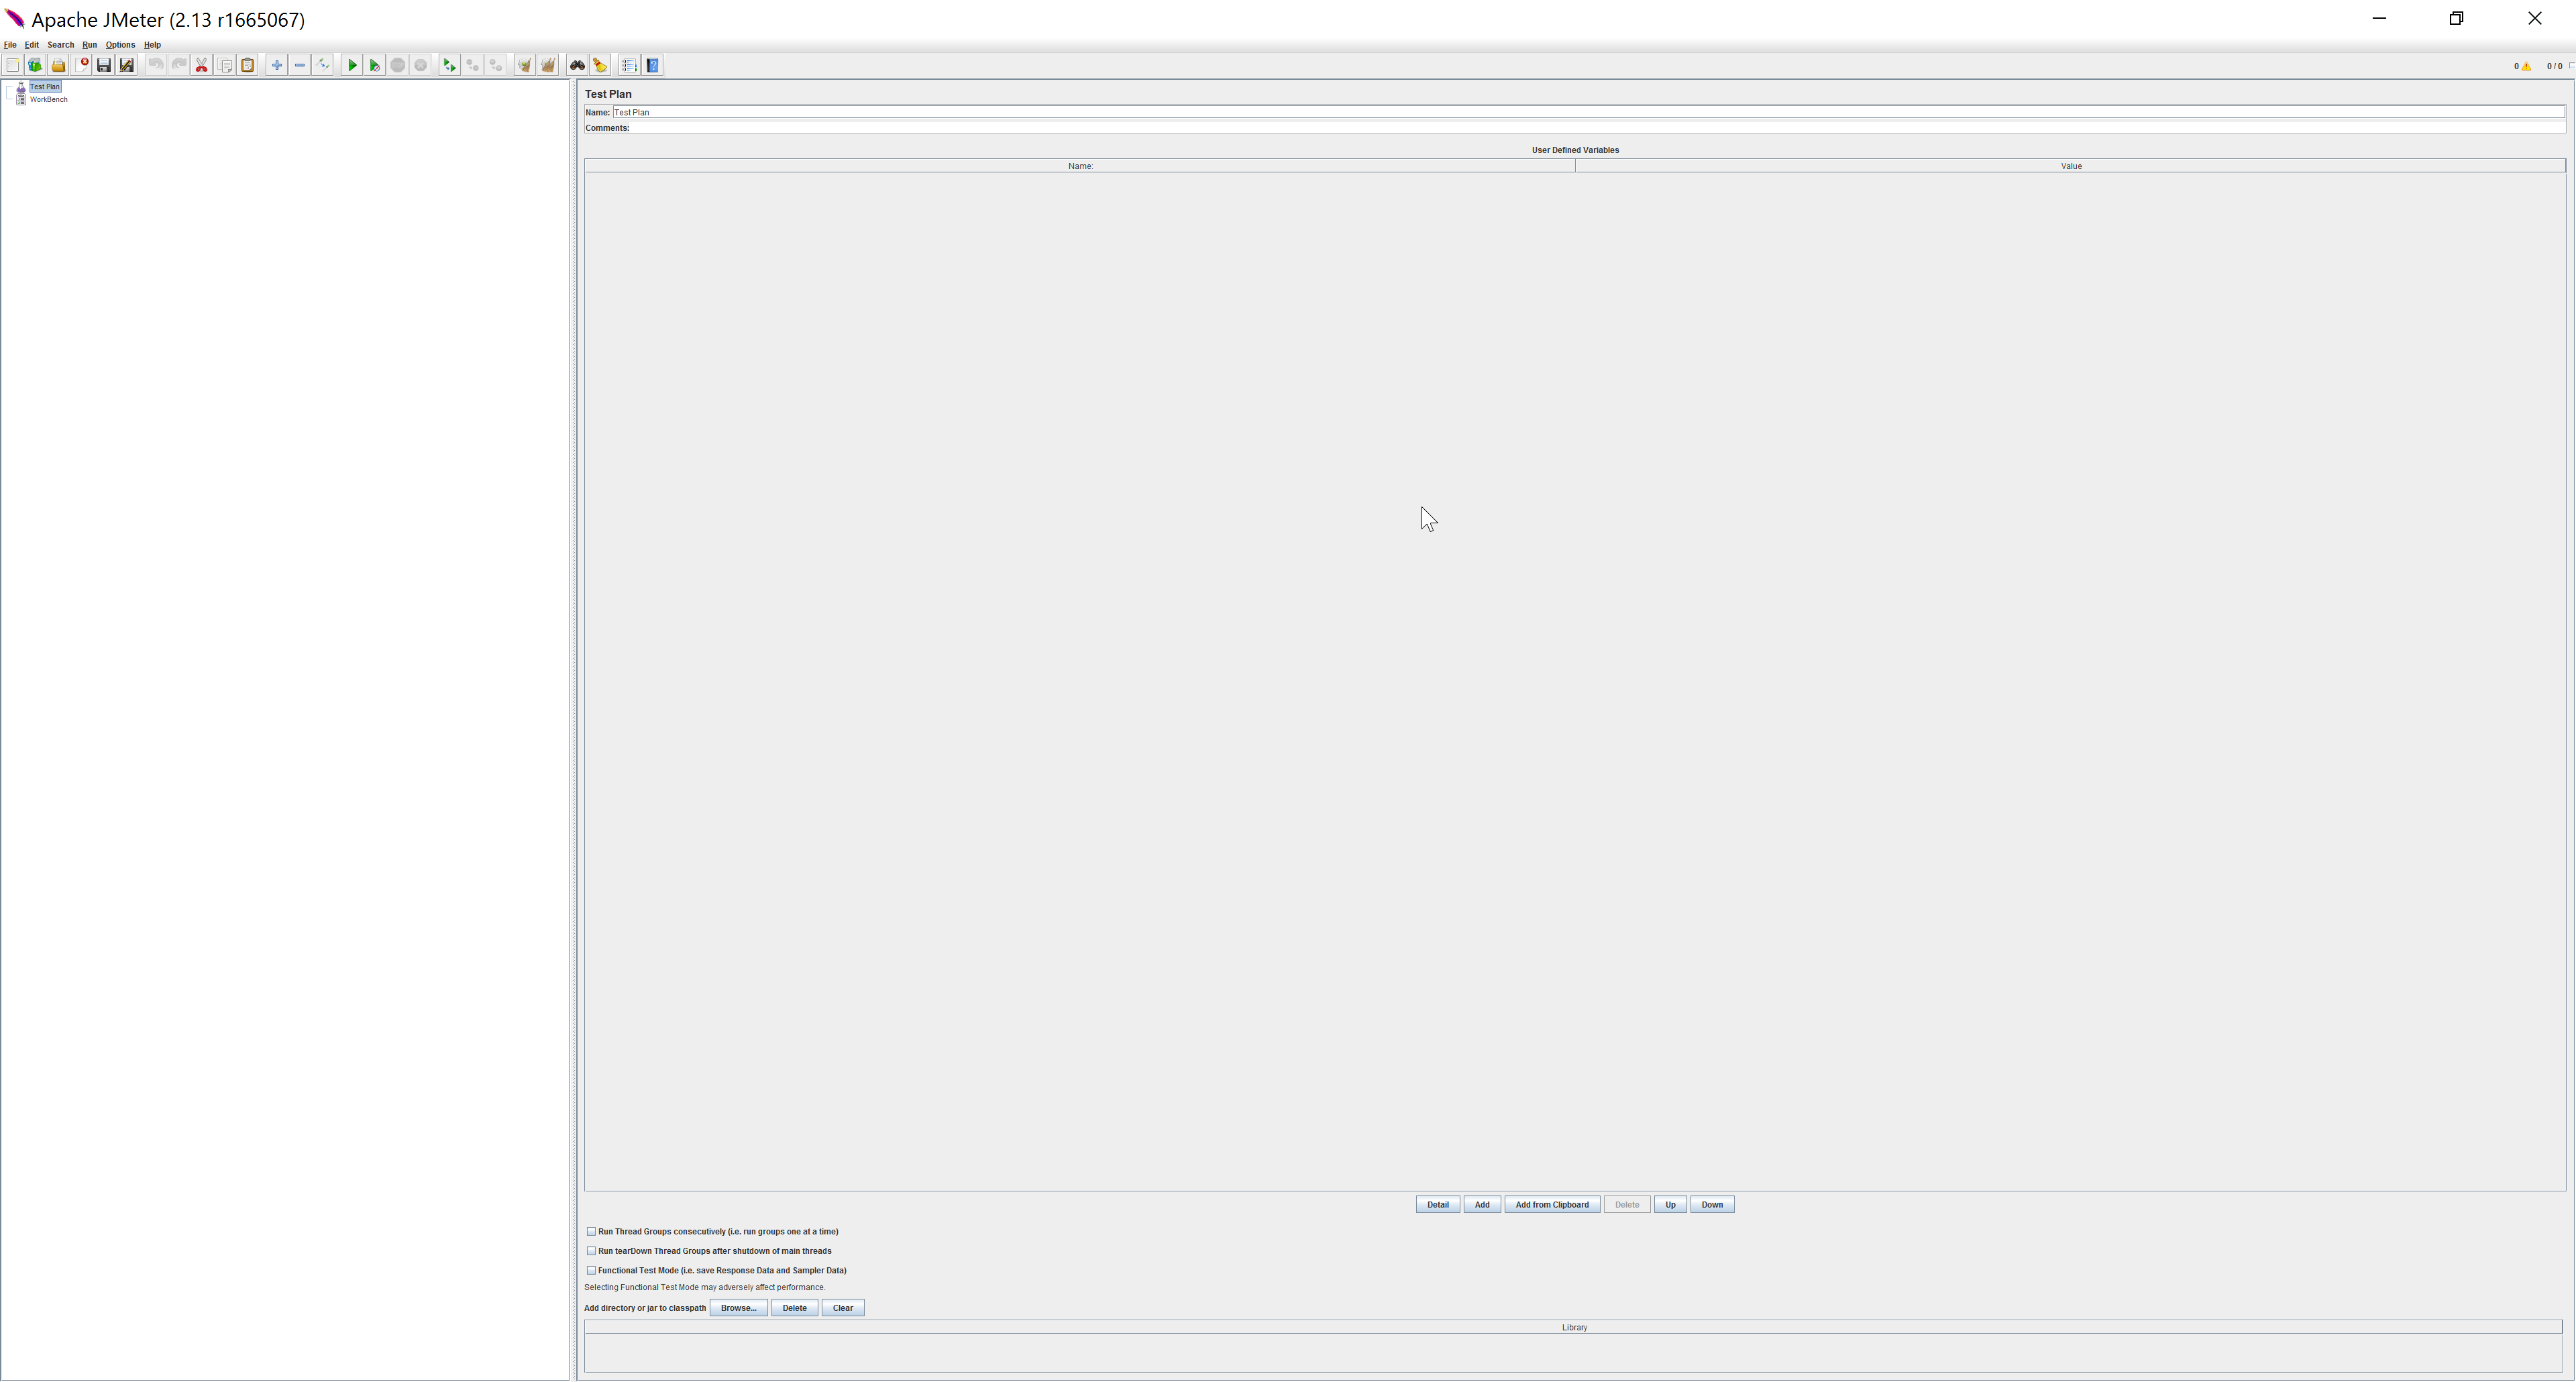 Apache JMeter (2.13 r1665067)
File Edit Search Run Options Help
0 0 / 0
Test Plan
WorkBench
Test Plan
Name: Test Plan
Comments:
User Defined Variables
Name: Value
Detail Add Add from Clipboard Delete Up Down
Run Thread Groups consecutively (i.e. run groups one at a time)
Run tearDown Thread Groups after shutdown of main threads
Functional Test Mode (i.e. save Response Data and Sampler Data)
Selecting Functional Test Mode may adversely affect performance.
Add directory or jar to classpath Browse... Delete Clear
Library